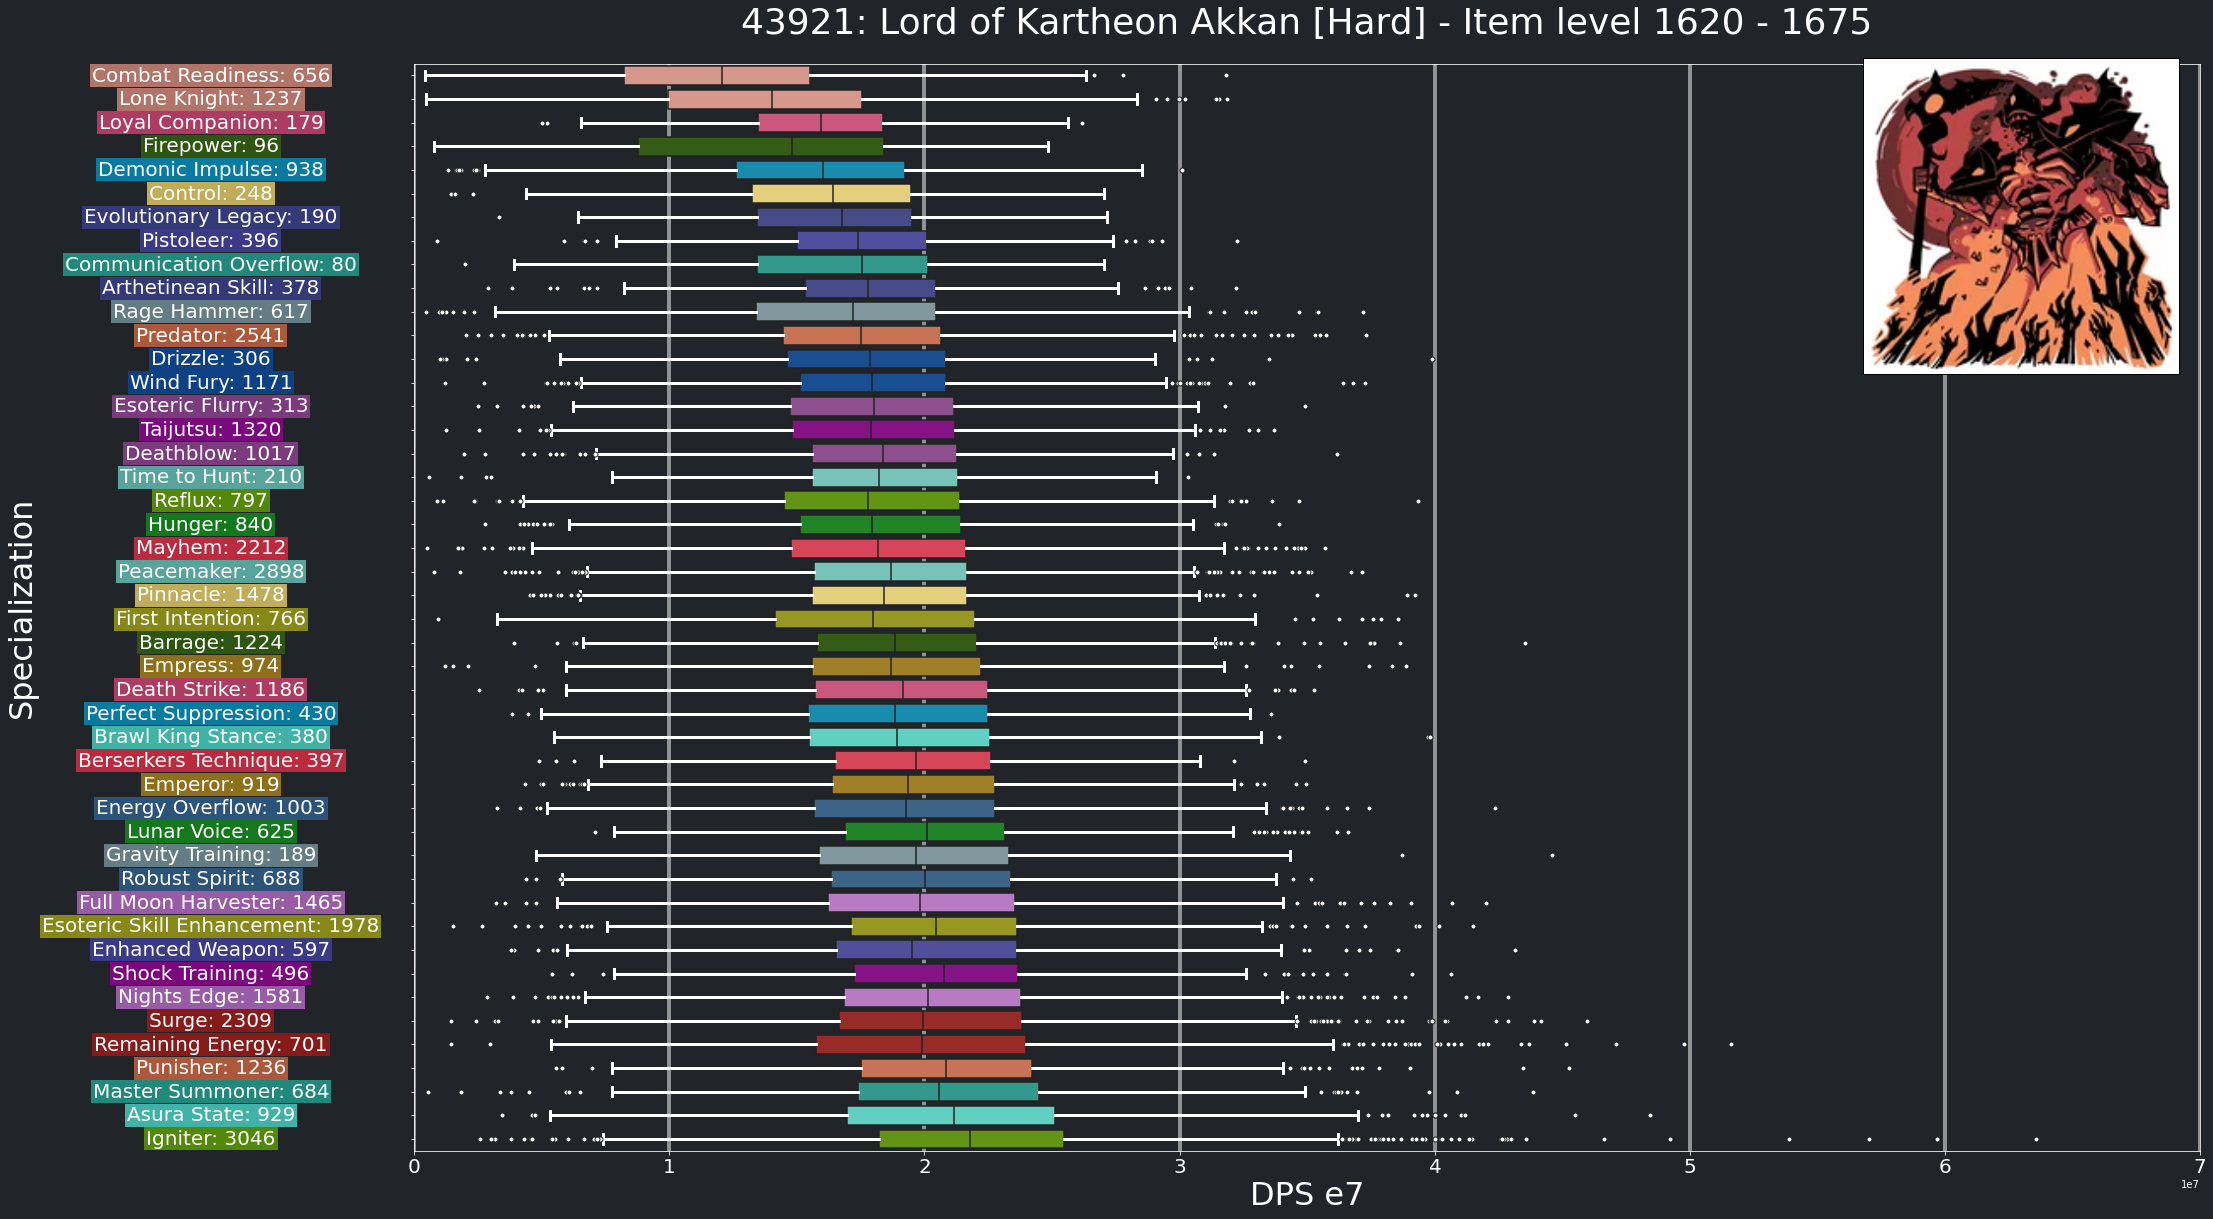 43921: Lord of Kartheon Akkan [Hard] - Item level 1620 - 1675
Specialization
Combat Readiness: 656
Lone Knight: 1237
Loyal Companion: 179
Firepower: 96
Demonic Impulse: 938
Control: 248
Evolutionary Legacy: 190
Pistoleer: 396
Communication Overflow: 80
Arthetinean Skill: 378
Rage Hammer: 617
Predator: 2541
Drizzle: 306
Wind Fury: 1171
Esoteric Flurry: 313
Taijutsu: 1320
Deathblow: 1017
Time to Hunt: 210
Reflux: 797
Hunger: 840
Mayhem: 2212
Peacemaker: 2898
Pinnacle: 1478
First Intention: 766
Barrage: 1224
Empress: 974
Death Strike: 1186
Perfect Suppression: 430
Brawl King Stance: 380
Berserkers Technique: 397
Emperor: 919
Energy Overflow: 1003
Lunar Voice: 625
Gravity Training: 189
Robust Spirit: 688
Full Moon Harvester: 1465
Esoteric Skill Enhancement: 1978
Enhanced Weapon: 597
Shock Training: 496
Nights Edge: 1581
Surge: 2309
Remaining Energy: 701
Punisher: 1236
Master Summoner: 684
Asura State: 929
Igniter: 3046
0 1 2 3 4 5 6 7
DPS e7
1e7